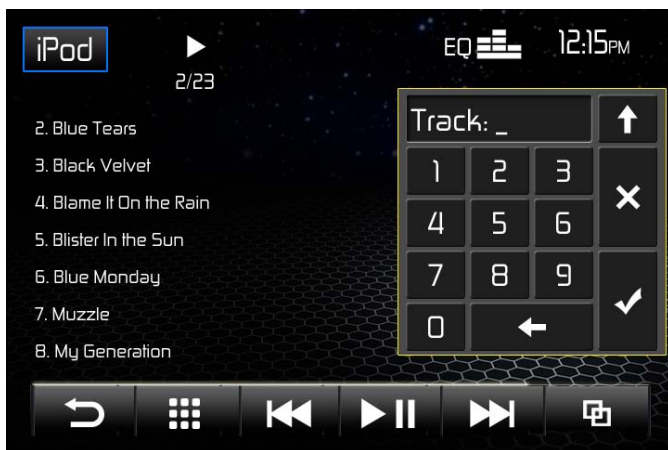 iPod
2/23
EQ
12:15PM
2. Blue Tears
3. Black Velvet
4. Blame It On the Rain
5. Blister In the Sun
6. Blue Monday
7. Muzzle
8. My Generation
Track: _
1 2 3
4 5 6
7 8 9
0